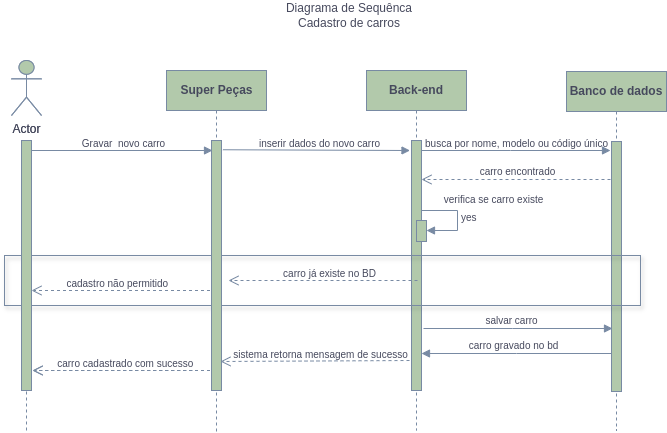 Diagrama de Sequênca
Cadastro de carros
Actor
Super Peças
Back-end
Banco de dados
Gravar novo carro
inserir dados do novo carro
busca por nome, modelo ou código único
carro encontrado
verifica se carro existe
yes
carro já existe no BD
cadastro não permitido
salvar carro
carro gravado no bd
sistema retorna mensagem de sucesso
carro cadastrado com sucesso